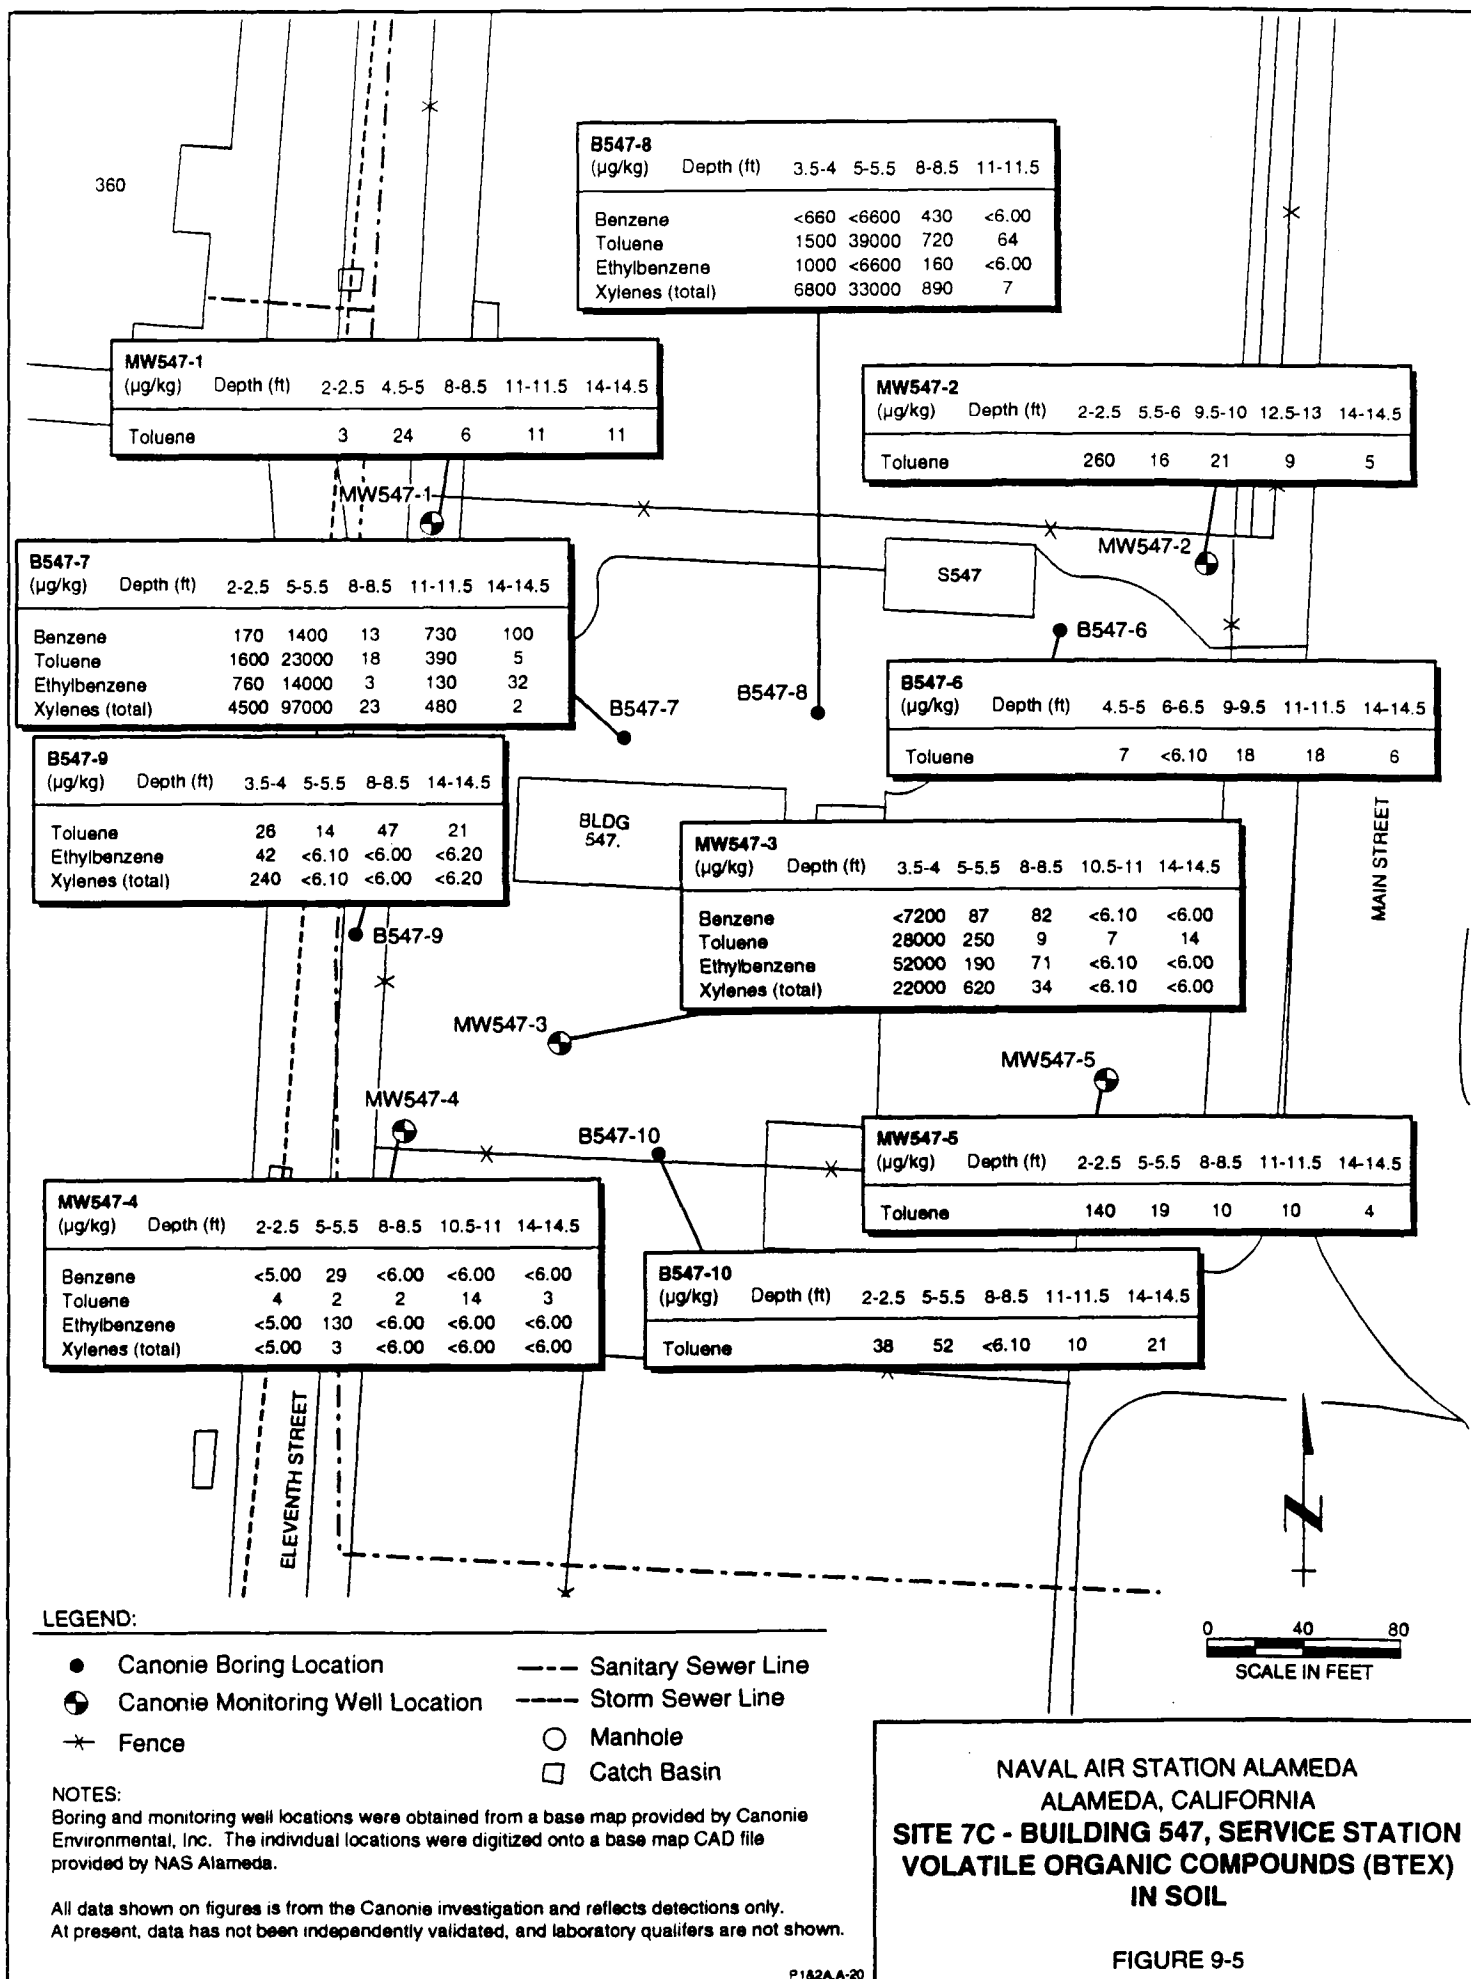 360
B547-8
(µg/kg) Depth (ft) 3.5-4 5-5.5 8-8.5 11-11.5
Benzene <660 <6600 430 <6.00
Toluene 1500 39000 720 64
Ethylbenzene 1000 <6600 160 <6.00
Xylenes (total) 6800 33000 890 7
MW547-1
(µg/kg) Depth (ft) 2-2.5 4.5-5 8-8.5 11-11.5 14-14.5
Toluene 3 24 6 11 11
MW547-2
(µg/kg) Depth (ft) 2-2.5 5.5-6 9.5-10 12.5-13 14-14.5
Toluene 260 16 21 9 5
MW547-1
MW547-2
B547-7
(µg/kg) Depth (ft) 2-2.5 5-5.5 8-8.5 11-11.5 14-14.5
Benzene 170 1400 13 730 100
Toluene 1600 23000 18 390 5
Ethylbenzene 760 14000 3 130 32
Xylenes (total) 4500 97000 23 480 2
S547
B547-6
B547-8
B547-7
B547-6
(µg/kg) Depth (ft) 4.5-5 6-6.5 9-9.5 11-11.5 14-14.5
Toluene 7 <6.10 18 18 6
B547-9
(µg/kg) Depth (ft) 3.5-4 5-5.5 8-8.5 14-14.5
Toluene 26 14 47 21
Ethylbenzene 42 <6.10 <6.00 <6.20
Xylenes (total) 240 <6.10 <6.00 <6.20
BLDG
547.
MW547-3
(µg/kg) Depth (ft) 3.5-4 5-5.5 8-8.5 10.5-11 14-14.5
Benzene <7200 87 82 <6.10 <6.00
Toluene 28000 250 9 7 14
Ethylbenzene 52000 190 71 <6.10 <6.00
Xylenes (total) 22000 620 34 <6.10 <6.00
MAIN STREET
B547-9
MW547-3
MW547-5
MW547-4
B547-10
MW547-5
(µg/kg) Depth (ft) 2-2.5 5-5.5 8-8.5 11-11.5 14-14.5
Toluene 140 19 10 10 4
MW547-4
(µg/kg) Depth (ft) 2-2.5 5-5.5 8-8.5 10.5-11 14-14.5
Benzene <5.00 29 <6.00 <6.00 <6.00
Toluene 4 2 2 14 3
Ethylbenzene <5.00 130 <6.00 <6.00 <6.00
Xylenes (total) <5.00 3 <6.00 <6.00 <6.00
B547-10
(µg/kg) Depth (ft) 2-2.5 5-5.5 8-8.5 11-11.5 14-14.5
Toluene 38 52 <6.10 10 21
ELEVENTH STREET
N
0 40 80
SCALE IN FEET
LEGEND:
Canonie Boring Location
Canonie Monitoring Well Location
Fence
Sanitary Sewer Line
Storm Sewer Line
Manhole
Catch Basin
NOTES:
Boring and monitoring well locations were obtained from a base map provided by Canonie
Environmental, Inc. The individual locations were digitized onto a base map CAD file
provided by NAS Alameda.
All data shown on figures is from the Canonie investigation and reflects detections only.
At present, data has not been independently validated, and laboratory qualifers are not shown.
P1&2A.A-20
NAVAL AIR STATION ALAMEDA
ALAMEDA, CALIFORNIA
SITE 7C - BUILDING 547, SERVICE STATION
VOLATILE ORGANIC COMPOUNDS (BTEX)
IN SOIL
FIGURE 9-5